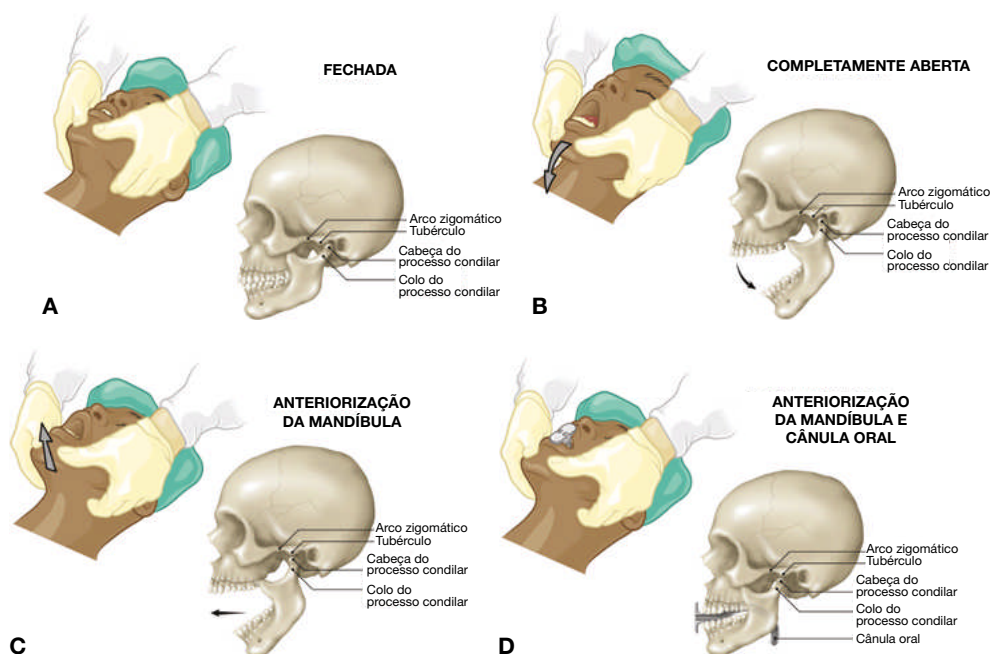 FECHADA
Arco zigomático
Tubérculo
Cabeça do
processo condilar
Colo do
processo condilar
A
COMPLETAMENTE ABERTA
Arco zigomático
Tubérculo
Cabeça do
processo condilar
Colo do
processo condilar
B
ANTERIORIZAÇÃO
DA MANDÍBULA
Arco zigomático
Tubérculo
Cabeça do
processo condilar
Colo do
processo condilar
C
ANTERIORIZAÇÃO
DA MANDÍBULA E
CÂNULA ORAL
Arco zigomático
Tubérculo
Cabeça do
processo condilar
Colo do
processo condilar
Cânula oral
D